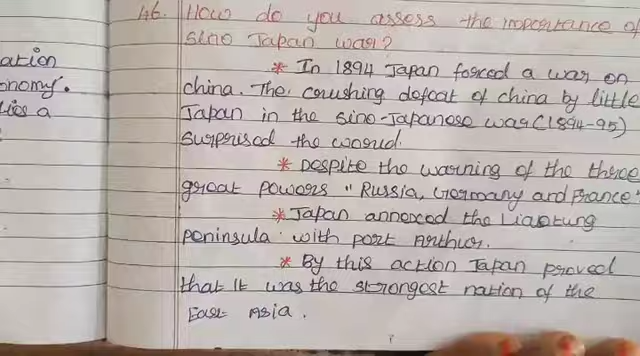 ation
onomy.
lies a
46. How do you assess the importance of
Sino Japan war?
* In 1894 Japan forced a war on
china. The crushing defeat of china by little
Japan in the sino-Japanese war (1894-95)
surprised the world.
* Despite the warning of the three
great powers "Russia, Germany and France"
* Japan annexed the Liaotung
peninsula with port Arthur.
* By this action Japan proved
that It was the strongest nation of the
East Asia.